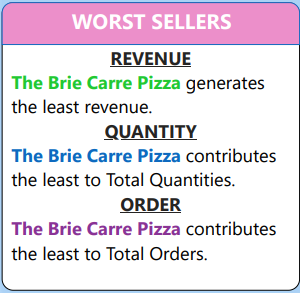 WORST SELLERS
REVENUE
The Brie Carre Pizza generates
the least revenue.
QUANTITY
The Brie Carre Pizza contributes
the least to Total Quantities.
ORDER
The Brie Carre Pizza contributes
the least to Total Orders.